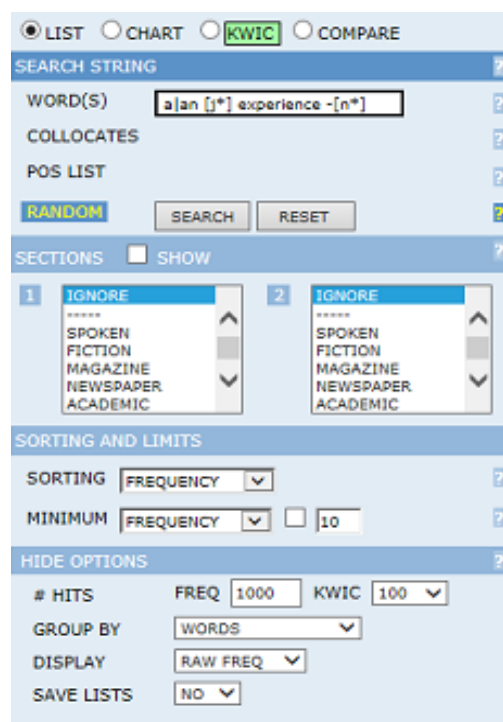 LIST CHART KWIC COMPARE
SEARCH STRING ?
WORD(S) a|an [j*] experience -[n*] ?
COLLOCATES ?
POS LIST ?
RANDOM SEARCH RESET ?
SECTIONS SHOW ?
1 IGNORE 2 IGNORE
----- -----
SPOKEN SPOKEN
FICTION FICTION
MAGAZINE MAGAZINE
NEWSPAPER NEWSPAPER
ACADEMIC ACADEMIC
SORTING AND LIMITS
SORTING FREQUENCY ?
MINIMUM FREQUENCY 10 ?
HIDE OPTIONS ?
# HITS FREQ 1000 KWIC 100
GROUP BY WORDS
DISPLAY RAW FREQ
SAVE LISTS NO